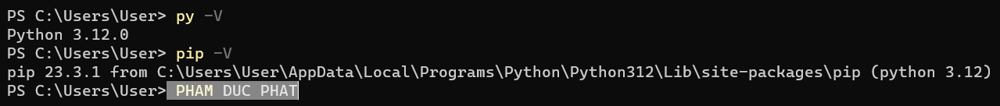 PS C:\Users\User> py -V
Python 3.12.0
PS C:\Users\User> pip -V
pip 23.3.1 from C:\Users\User\AppData\Local\Programs\Python\Python312\Lib\site-packages\pip (python 3.12)
PS C:\Users\User> PHAM DUC PHAT